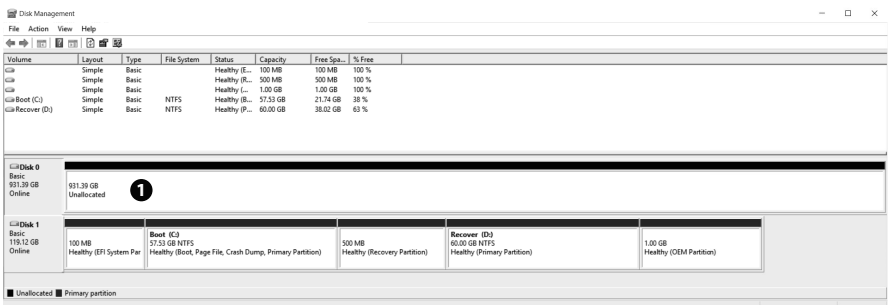 Disk Management
File Action View Help
Volume Layout Type File System Status Capacity Free Spa... % Free
Simple Basic Healthy (E... 100 MB 100 MB 100 %
Simple Basic Healthy (R... 500 MB 500 MB 100 %
Simple Basic Healthy (... 1.00 GB 1.00 GB 100 %
Boot (C:) Simple Basic NTFS Healthy (B... 57.53 GB 21.74 GB 38 %
Recover (D:) Simple Basic NTFS Healthy (P... 60.00 GB 38.02 GB 63 %
Disk 0
Basic
931.39 GB
Online
931.39 GB
Unallocated
1
Disk 1
Basic
119.12 GB
Online
100 MB
Healthy (EFI System Par
Boot (C:)
57.53 GB NTFS
Healthy (Boot, Page File, Crash Dump, Primary Partition)
500 MB
Healthy (Recovery Partition)
Recover (D:)
60.00 GB NTFS
Healthy (Primary Partition)
1.00 GB
Healthy (OEM Partition)
Unallocated Primary partition